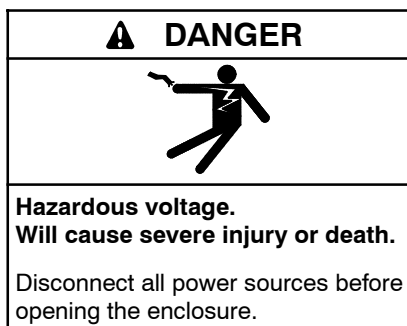 DANGER
Hazardous voltage.
Will cause severe injury or death.
Disconnect all power sources before
opening the enclosure.